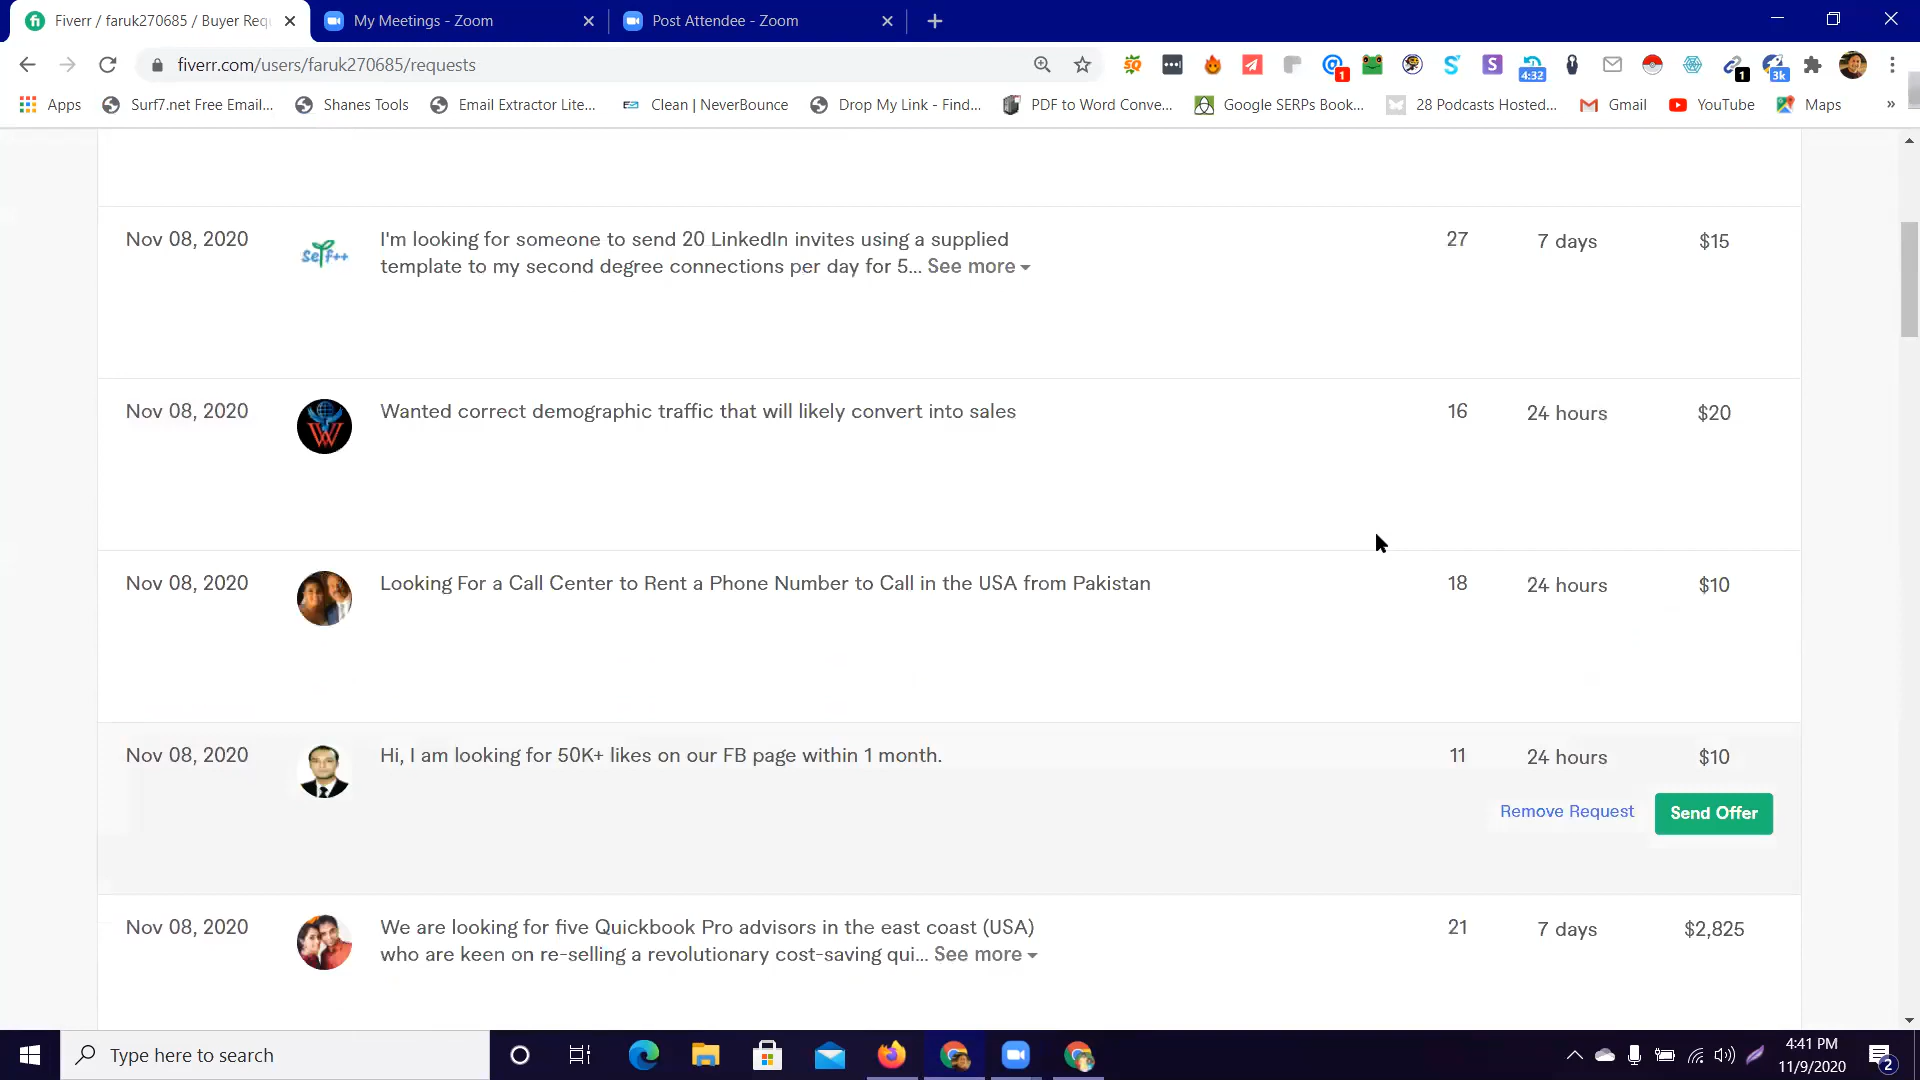 Fiverr / faruk270685 / Buyer Req
My Meetings - Zoom
Post Attendee - Zoom
fiverr.com/users/faruk270685/requests
1
4:32
1
3k
Apps
Surf7.net Free Email...
Shanes Tools
Email Extractor Lite...
Clean | NeverBounce
Drop My Link - Find...
PDF to Word Conve...
Google SERPs Book...
28 Podcasts Hosted...
Gmail
YouTube
Maps
»
Nov 08, 2020
Self++
I'm looking for someone to send 20 LinkedIn invites using a supplied
template to my second degree connections per day for 5... See more
27
7 days
$15
Nov 08, 2020
Wanted correct demographic traffic that will likely convert into sales
16
24 hours
$20
Nov 08, 2020
Looking For a Call Center to Rent a Phone Number to Call in the USA from Pakistan
18
24 hours
$10
Nov 08, 2020
Hi, I am looking for 50K+ likes on our FB page within 1 month.
11
24 hours
$10
Remove Request
Send Offer
Nov 08, 2020
We are looking for five Quickbook Pro advisors in the east coast (USA)
who are keen on re-selling a revolutionary cost-saving qui... See more
21
7 days
$2,825
Type here to search
4:41 PM
11/9/2020
2